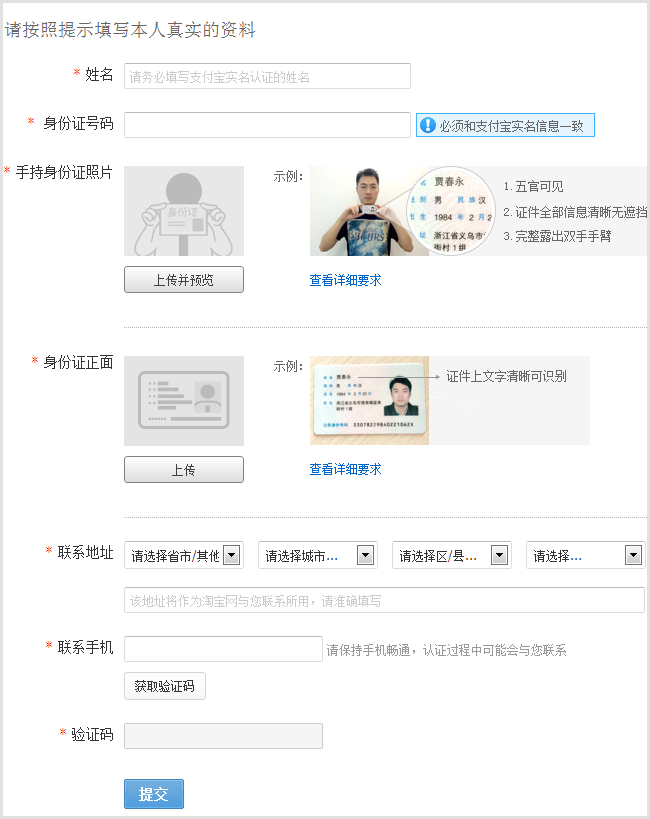 请按照提示填写本人真实的资料
* 姓名 请务必填写支付宝实名认证的姓名
* 身份证号码 必须和支付宝实名信息一致
* 手持身份证照片 身份证 示例:
名 贾春永
性别 男 民族 汉
出生 1984 年 2 月 2
住址 浙江省义乌市
街村1组
1. 五官可见
2. 证件全部信息清晰无遮挡
3. 完整露出双手手臂
上传并预览 查看详细要求
* 身份证正面 示例:
贾春永
男 汉
1984 年 2
街村1组
33078229840221062X
证件上文字清晰可识别
上传 查看详细要求
* 联系地址 请选择省市/其他 请选择城市... 请选择区/县... 请选择...
该地址将作为淘宝网与您联系所用，请准确填写
* 联系手机 请保持手机畅通，认证过程中可能会与您联系
获取验证码
* 验证码
提交